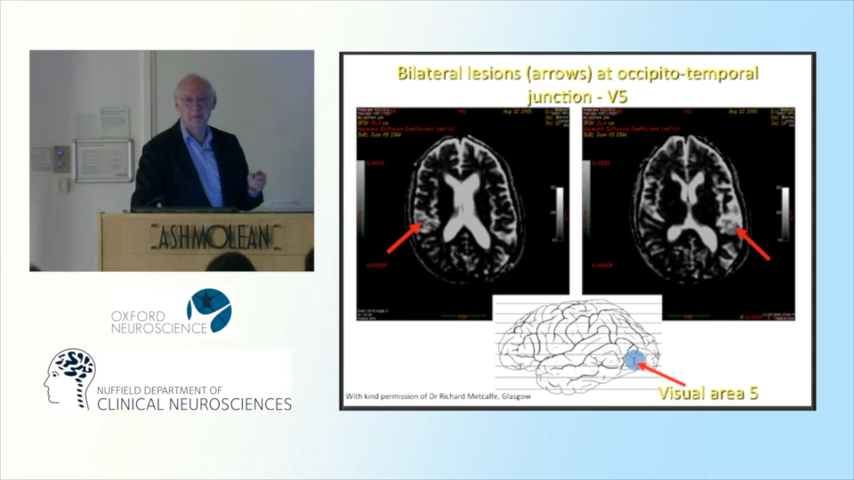 Bilateral lesions (arrows) at occipito-temporal
junction - V5
ASHMOLEAN
OXFORD
NEUROSCIENCE
NUFFIELD DEPARTMENT OF
CLINICAL NEUROSCIENCES
With kind permission of Dr Richard Metcalfe, Glasgow
Visual area 5